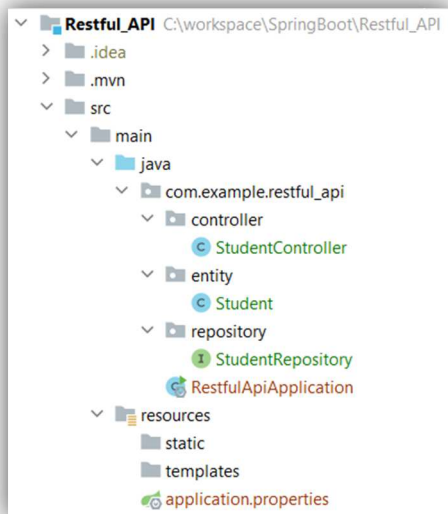 Restful_API C:\workspace\SpringBoot\Restful_API
.idea
.mvn
src
main
java
com.example.restful_api
controller
C StudentController
entity
C Student
repository
I StudentRepository
RestfulApiApplication
resources
static
templates
application.properties